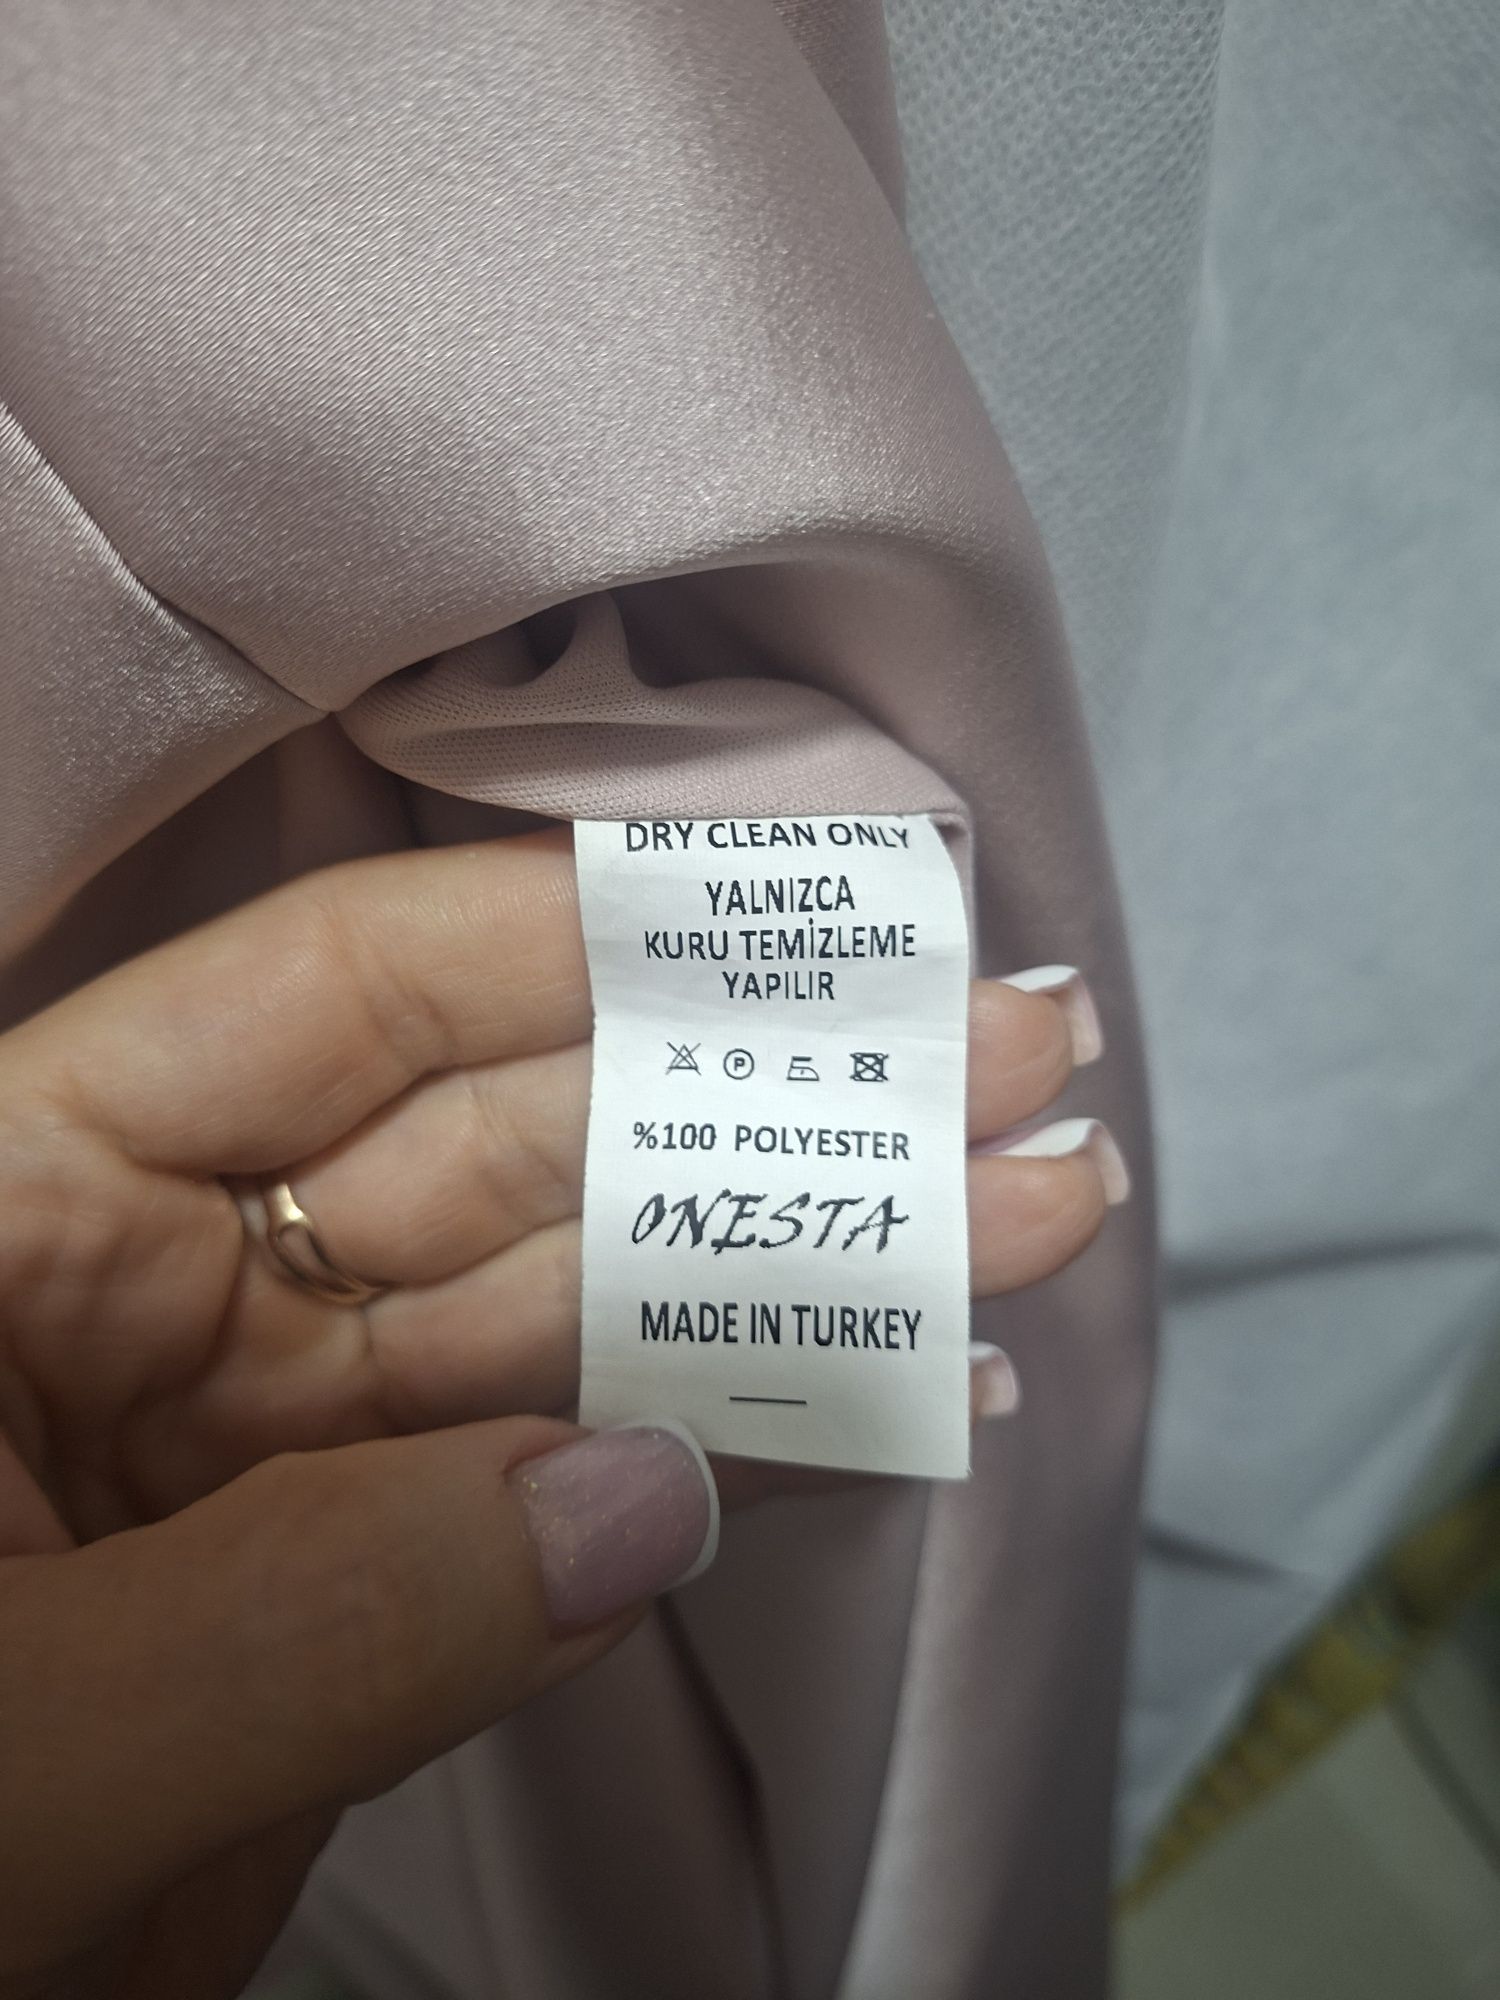 DRY CLEAN ONLY
YALNIZCA
KURU TEMİZLEME
YAPILIR
P
%100 POLYESTER
ONESTA
MADE IN TURKEY